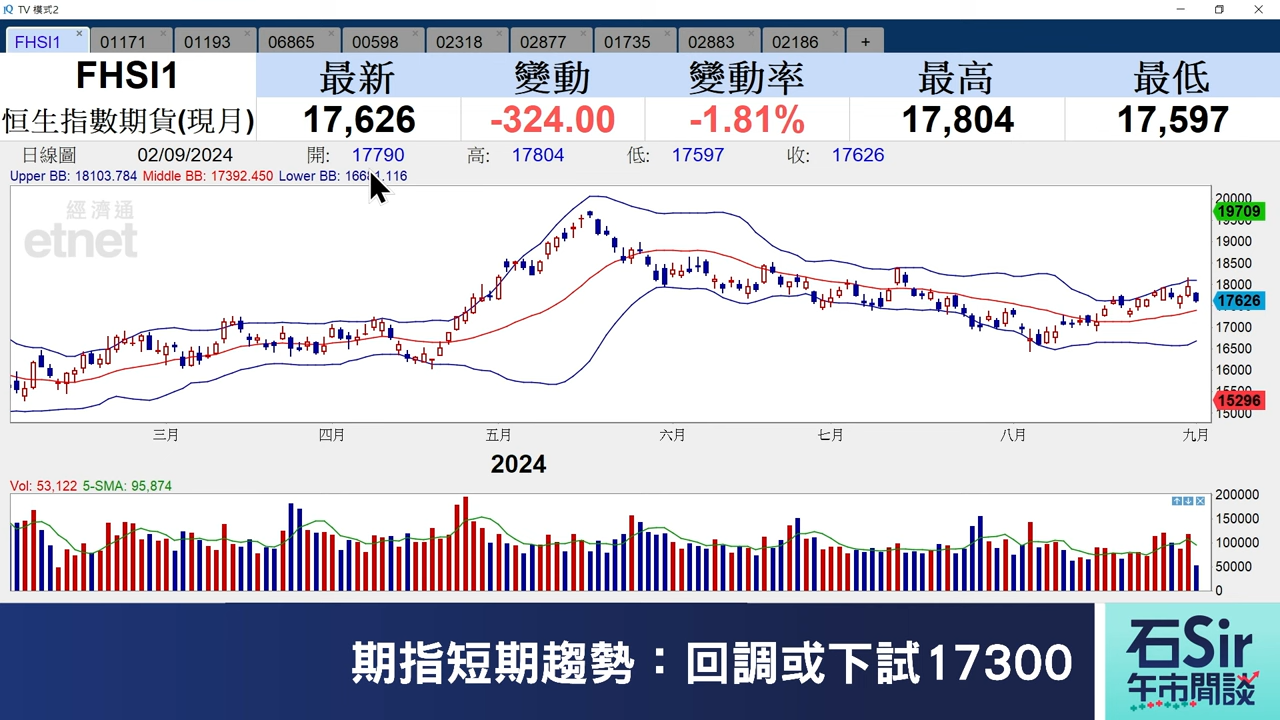 TV 模式2
FHSI1 01171 01193 06865 00598 02318 02877 01735 02883 02186 +
FHSI1 最新 變動 變動率 最高 最低
恒生指數期貨(現月) 17,626 -324.00 -1.81% 17,804 17,597
日線圖 02/09/2024 開: 17790 高: 17804 低: 17597 收: 17626
Upper BB: 18103.784 Middle BB: 17392.450 Lower BB:
經濟通
etnet
20000
19709
19000
18500
18000
17626
17000
16500
16000
15296
15000
三月 四月 五月 六月 七月 八月 九月
2024
Vol: 53,122 5-SMA: 95,874
200000
150000
100000
50000
0
期指短期趨勢：回調或下試17300
石Sir
午市閒談